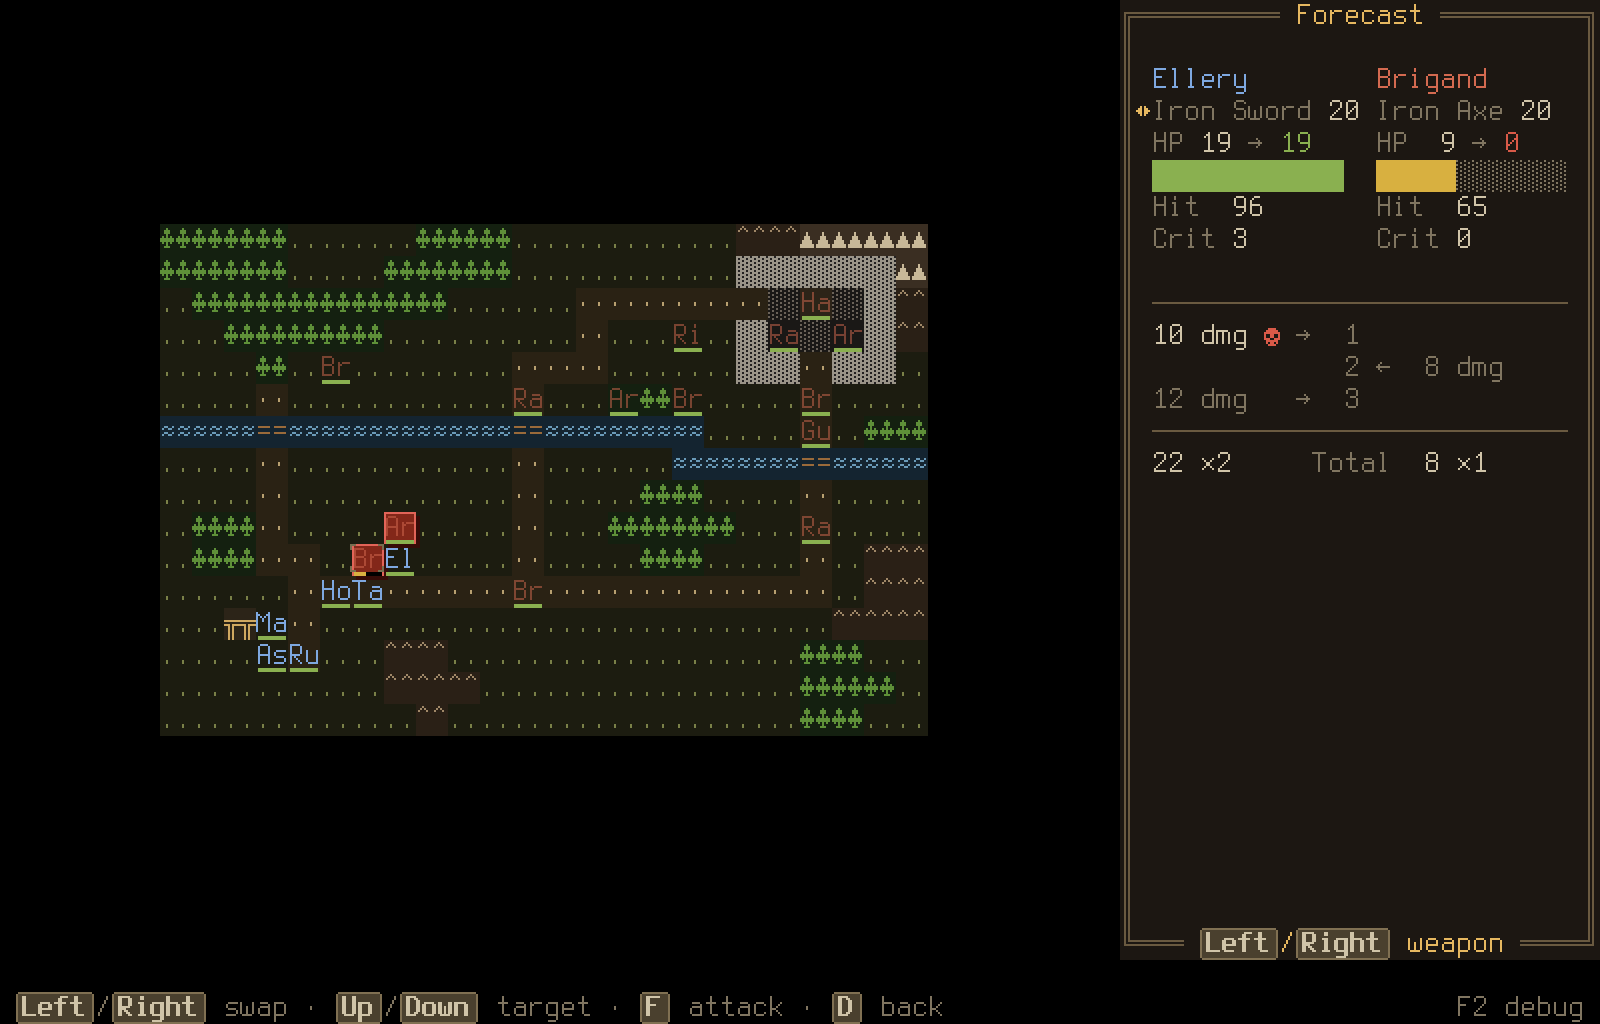 Forecast
Ellery Brigand
Iron Sword 20 Iron Axe 20
HP 19 → 19 HP 9 → 0
Hit 96 Hit 65
Crit 3 Crit 0
10 dmg → 1
2 ← 8 dmg
12 dmg → 3
22 ×2 Total 8 ×1
Ha
Ri Ra Ar
Br
Ra Ar Br Br
Gu
Ar Ra
Br El
Ho Ta Br
Ma
As Ru
Left/Right weapon
Left/Right swap · Up/Down target · F attack · D back F2 debug